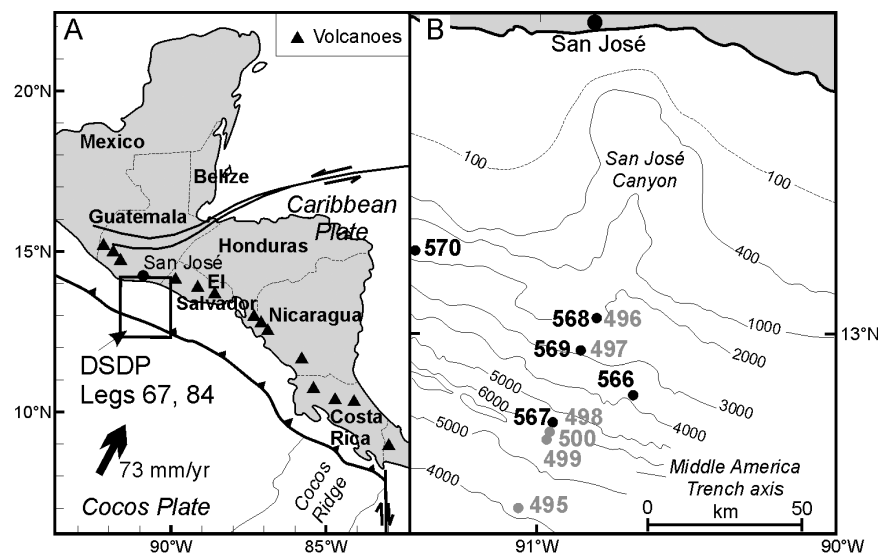 A
Volcanoes
20°N
Mexico
Belize
Caribbean
Plate
Guatemala
15°N
Honduras
San José
El
Salvador
Nicaragua
DSDP
Legs 67, 84
10°N
Costa
Rica
73 mm/yr
Cocos Plate
Cocos
Ridge
90°W
85°W
B
San José
100
San José
Canyon
100
400
570
1000
568 496
13°N
2000
569 497
566
5000
6000
3000
567 498
4000
5000
500
499
4000
Middle America
Trench axis
495
0
50
km
91°W
90°W